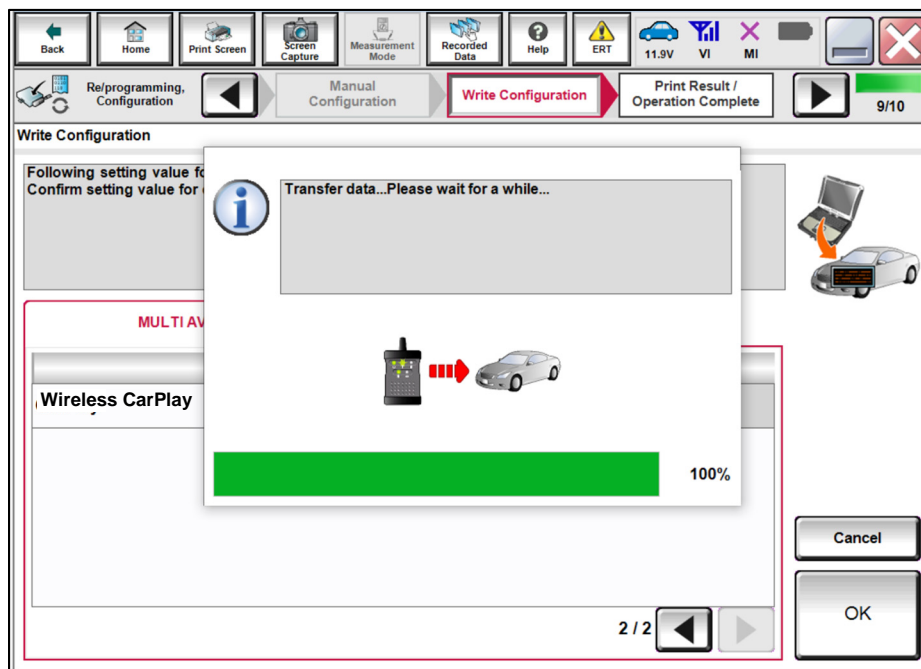 Back
Home
Print Screen
Screen
Capture
Measurement
Mode
Recorded
Data
Help
ERT
11.9V
VI
MI
Re/programming,
Configuration
Manual
Configuration
Write Configuration
Print Result /
Operation Complete
9/10
Write Configuration
Following setting value fo
Confirm setting value for
Transfer data...Please wait for a while...
MULTI AV
Wireless CarPlay
100%
Cancel
2 / 2
OK